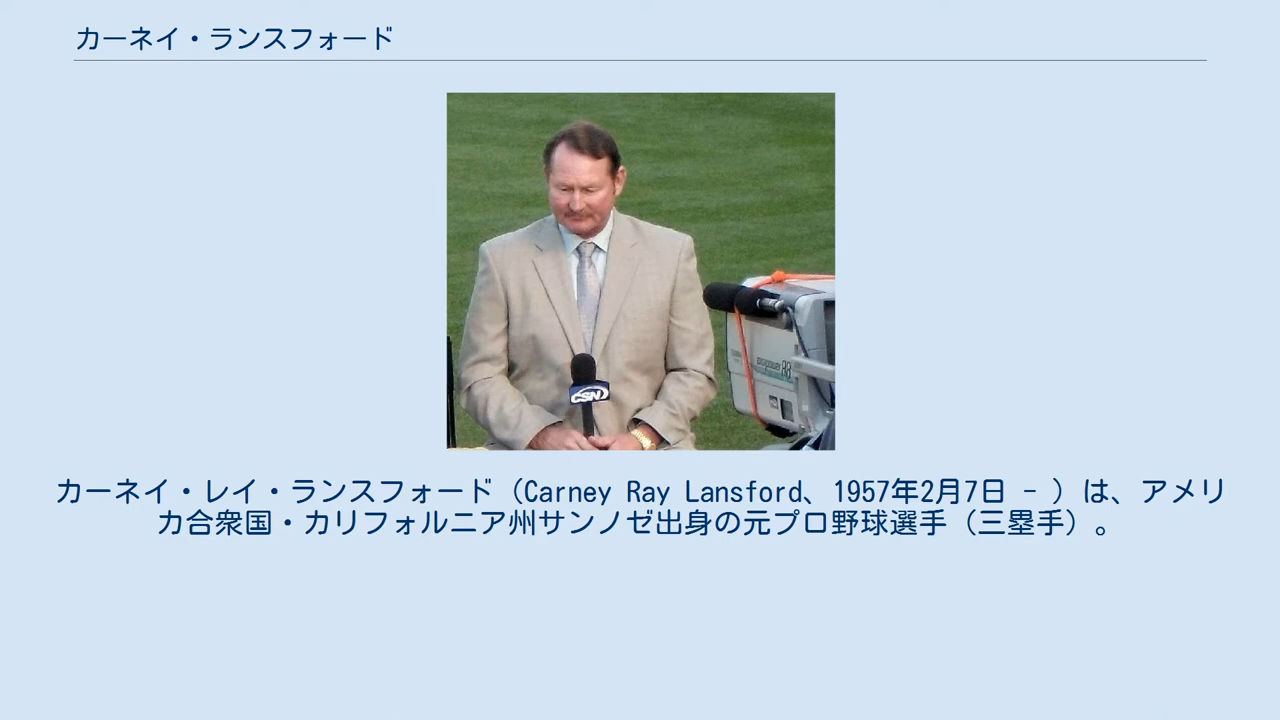 カーネイ・ランスフォード
CSN
カーネイ・レイ・ランスフォード（Carney Ray Lansford、1957年2月7日 - ）は、アメリ
カ合衆国・カリフォルニア州サンノゼ出身の元プロ野球選手（三塁手）。